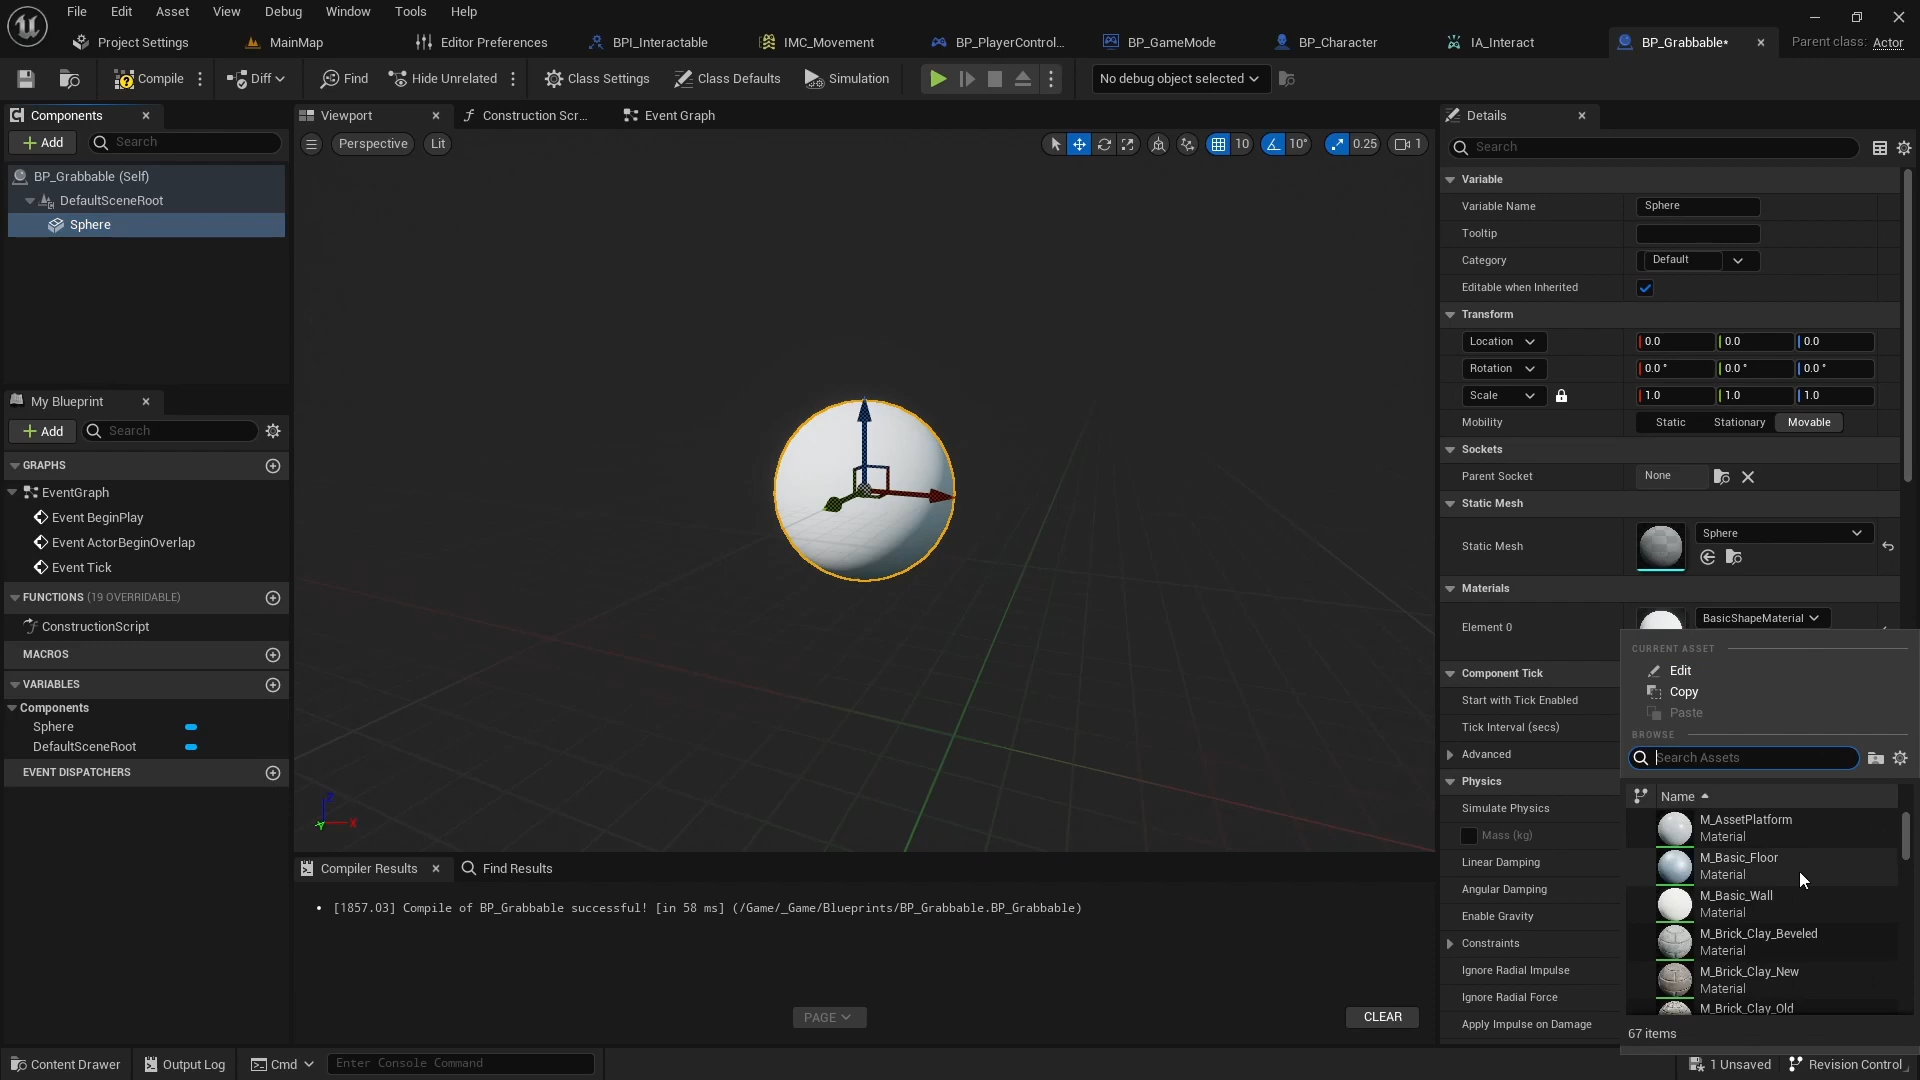 File Edit Asset View Debug Window Tools Help
Project Settings MainMap Editor Preferences BPI_Interactable IMC_Movement BP_PlayerControl... BP_GameMode BP_Character IA_Interact BP_Grabbable* Parent class: Actor
Compile Diff Find Hide Unrelated Class Settings Class Defaults Simulation No debug object selected
Components
Add Search
BP_Grabbable (Self)
DefaultSceneRoot
Sphere
My Blueprint
Add Search
GRAPHS
EventGraph
Event BeginPlay
Event ActorBeginOverlap
Event Tick
FUNCTIONS (19 OVERRIDABLE)
ConstructionScript
MACROS
VARIABLES
Components
Sphere
DefaultSceneRoot
EVENT DISPATCHERS
Viewport Construction Scr... Event Graph
Perspective Lit 10 10° 0.25 1
Z
Y X
Compiler Results Find Results
• [1857.03] Compile of BP_Grabbable successful! [in 58 ms] (/Game/_Game/Blueprints/BP_Grabbable.BP_Grabbable)
PAGE CLEAR
Details
Search
Variable
Variable Name Sphere
Tooltip
Category Default
Editable when Inherited
Transform
Location 0.0 0.0 0.0
Rotation 0.0 ° 0.0 ° 0.0 °
Scale 1.0 1.0 1.0
Mobility Static Stationary Movable
Sockets
Parent Socket None
Static Mesh
Static Mesh Sphere
Materials
Element 0 BasicShapeMaterial
Component Tick
Start with Tick Enabled
Tick Interval (secs)
Advanced
Physics
Simulate Physics
Mass (kg)
Linear Damping
Angular Damping
Enable Gravity
Constraints
Ignore Radial Impulse
Ignore Radial Force
Apply Impulse on Damage
CURRENT ASSET
Edit
Copy
Paste
BROWSE
Search Assets
Name
M_AssetPlatform
Material
M_Basic_Floor
Material
M_Basic_Wall
Material
M_Brick_Clay_Beveled
Material
M_Brick_Clay_New
Material
M_Brick_Clay_Old
67 items
Content Drawer Output Log Cmd Enter Console Command 1 Unsaved Revision Control